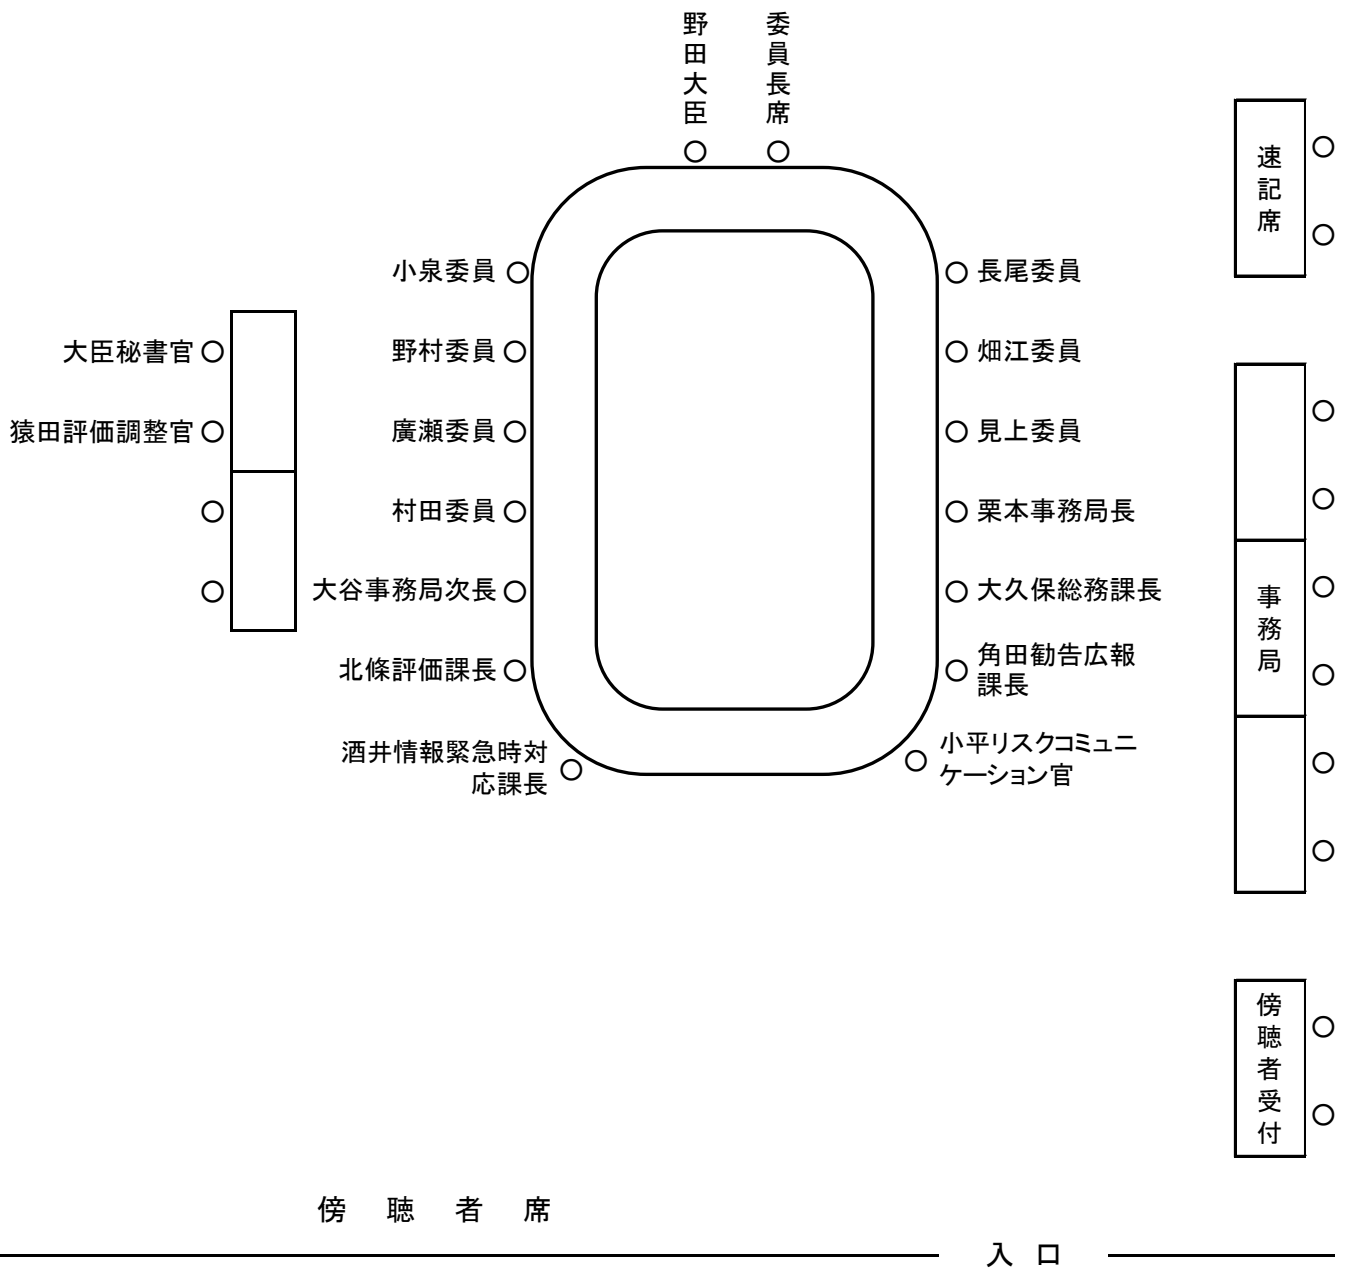 野田大臣
委員長席
速記席
小泉委員
長尾委員
大臣秘書官
野村委員
畑江委員
猿田評価調整官
廣瀬委員
見上委員
村田委員
栗本事務局長
大谷事務局次長
大久保総務課長
事務局
北條評価課長
角田勧告広報
課長
酒井情報緊急時対
応課長
小平リスクコミュニ
ケーション官
傍聴者受付
傍聴者席
入口